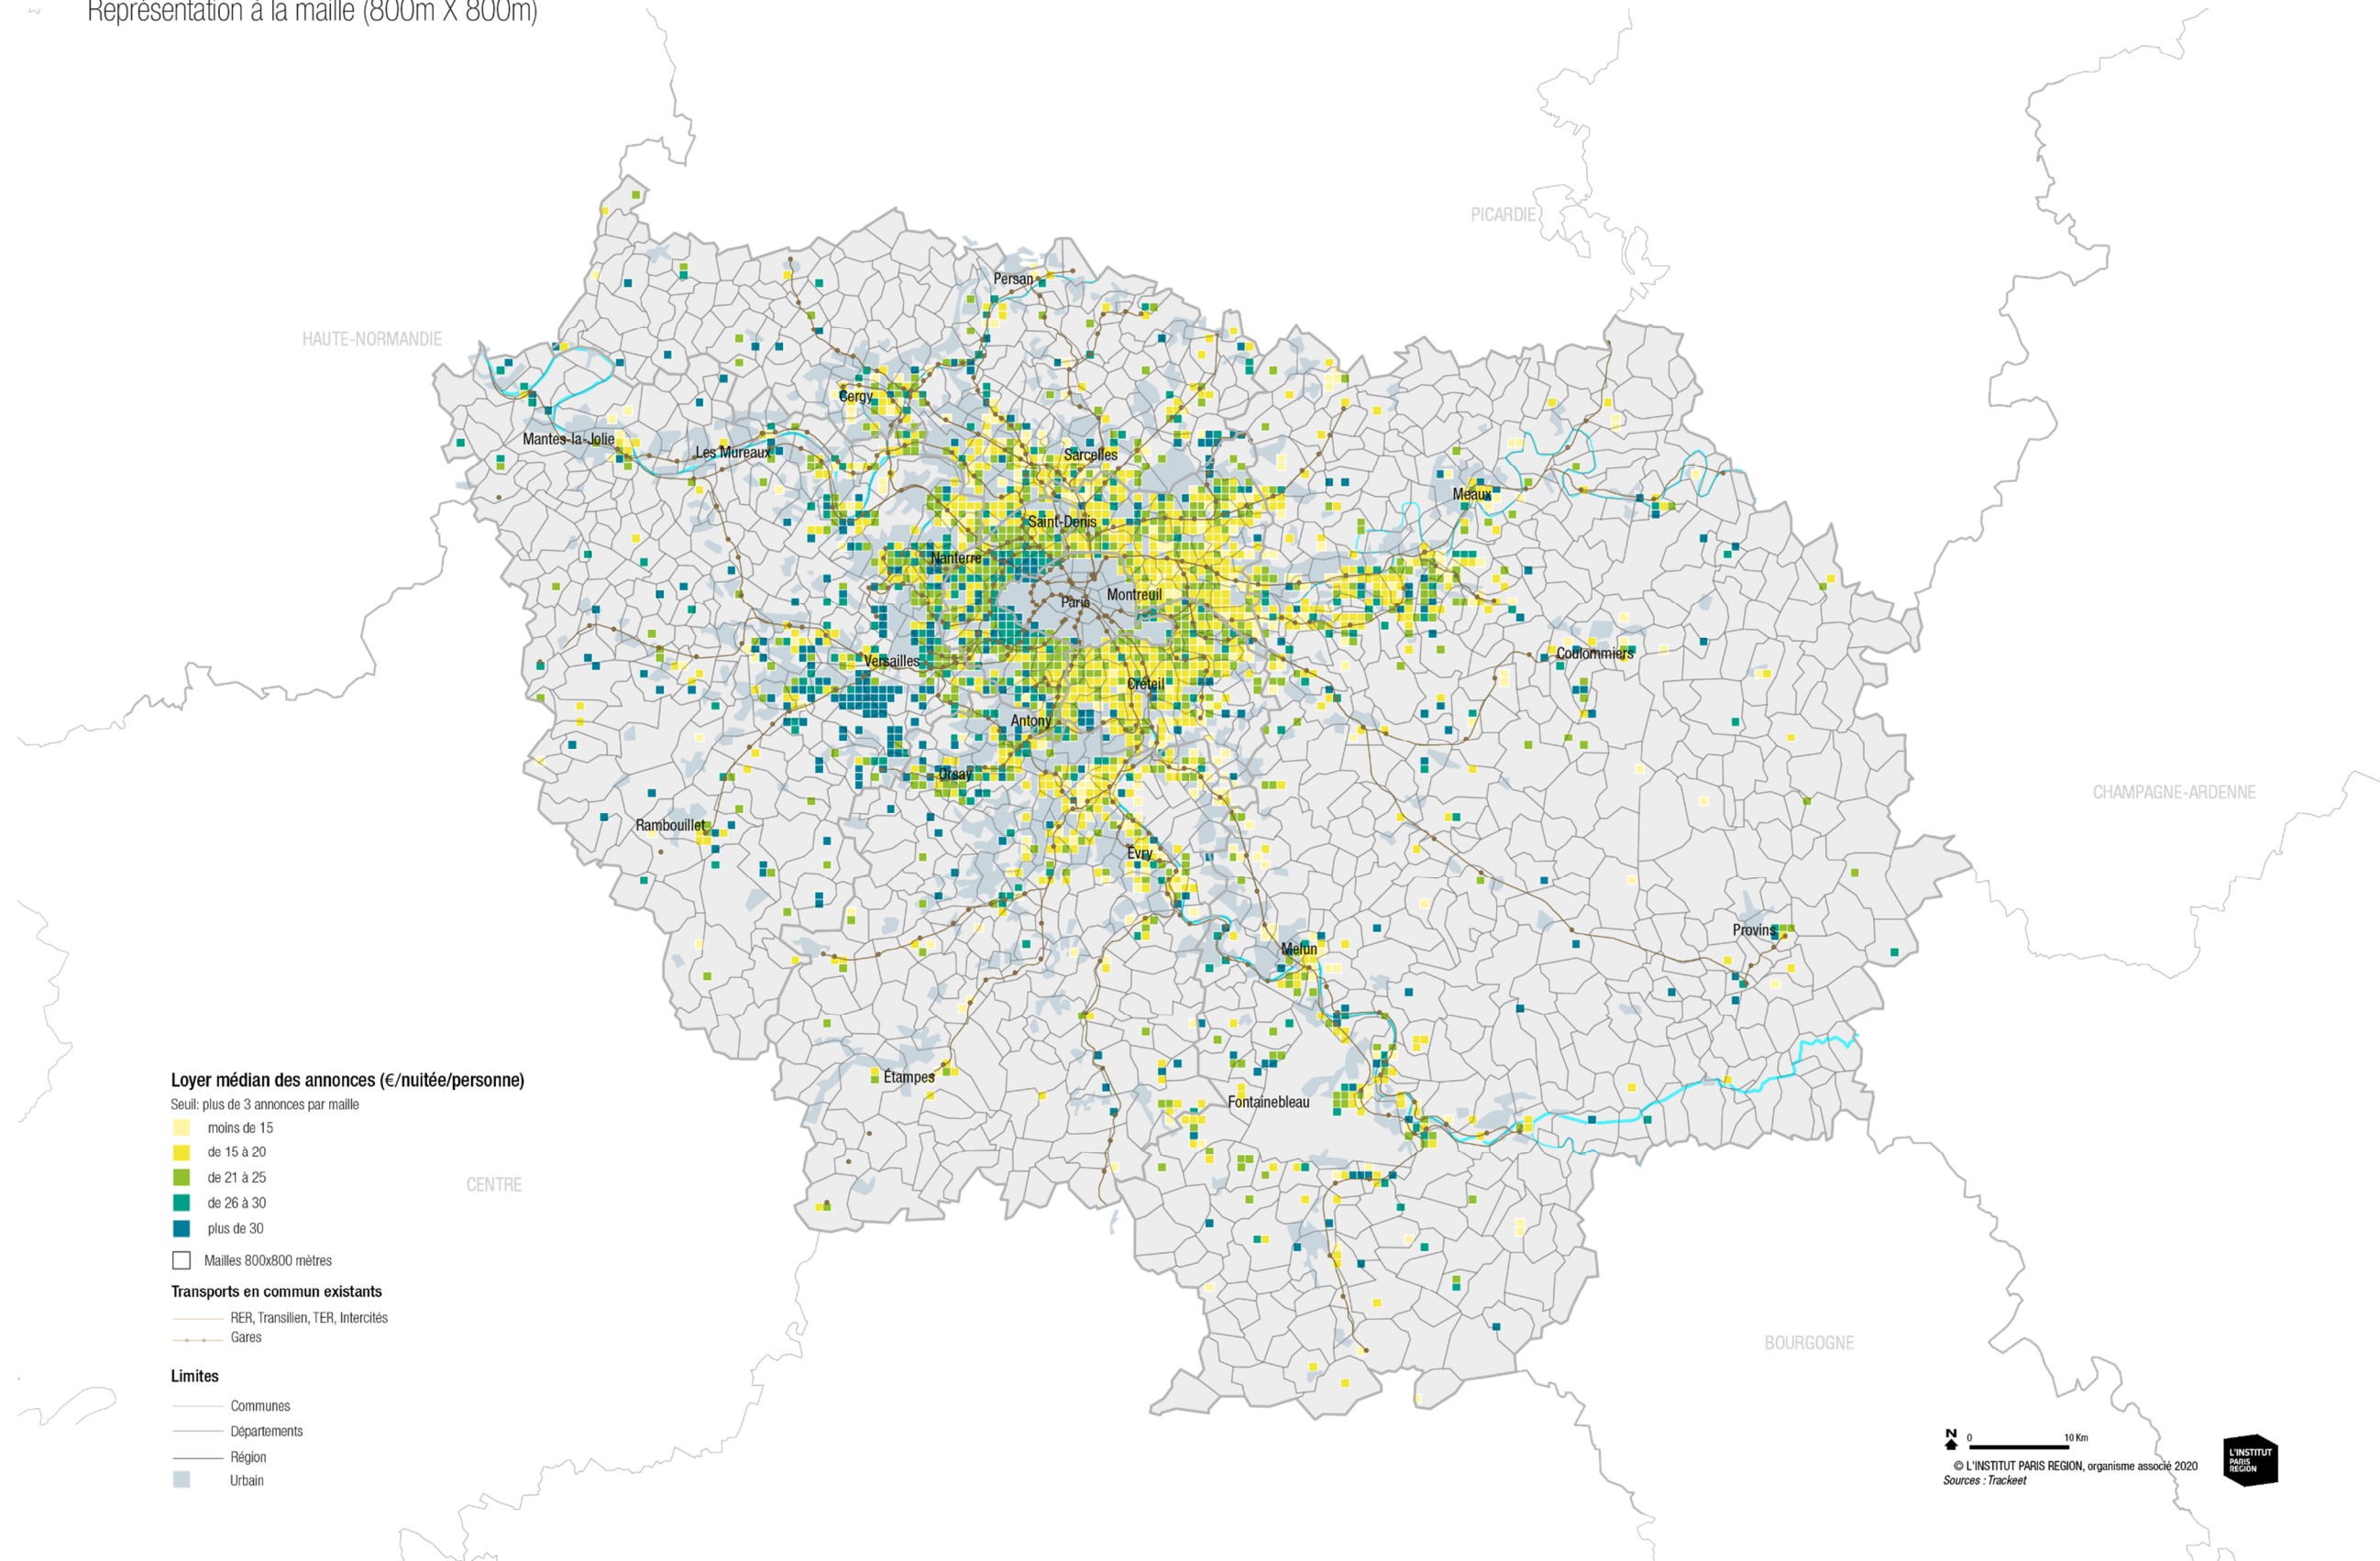 Représentation à la maille (800m X 800m)
PICARDIE
HAUTE-NORMANDIE
Persan
Cergy
Mantes-la-Jolie
Les Mureaux
Sarcelles
Meaux
Saint-Denis
Nanterre
Montreuil
Paris
Coulommiers
Versailles
Créteil
Antony
Orsay
CHAMPAGNE-ARDENNE
Rambouillet
Evry
Provins
Melun
Étampes
Fontainebleau
CENTRE
BOURGOGNE
Loyer médian des annonces (€/nuitée/personne)
Seuil: plus de 3 annonces par maille
moins de 15
de 15 à 20
de 21 à 25
de 26 à 30
plus de 30
Mailles 800x800 mètres
Transports en commun existants
RER, Transilien, TER, Intercités
Gares
Limites
Communes
Départements
Région
Urbain
N
0 10 Km
© L'INSTITUT PARIS REGION, organisme associé 2020
Sources : Trackeet
L'INSTITUT
PARIS
REGION